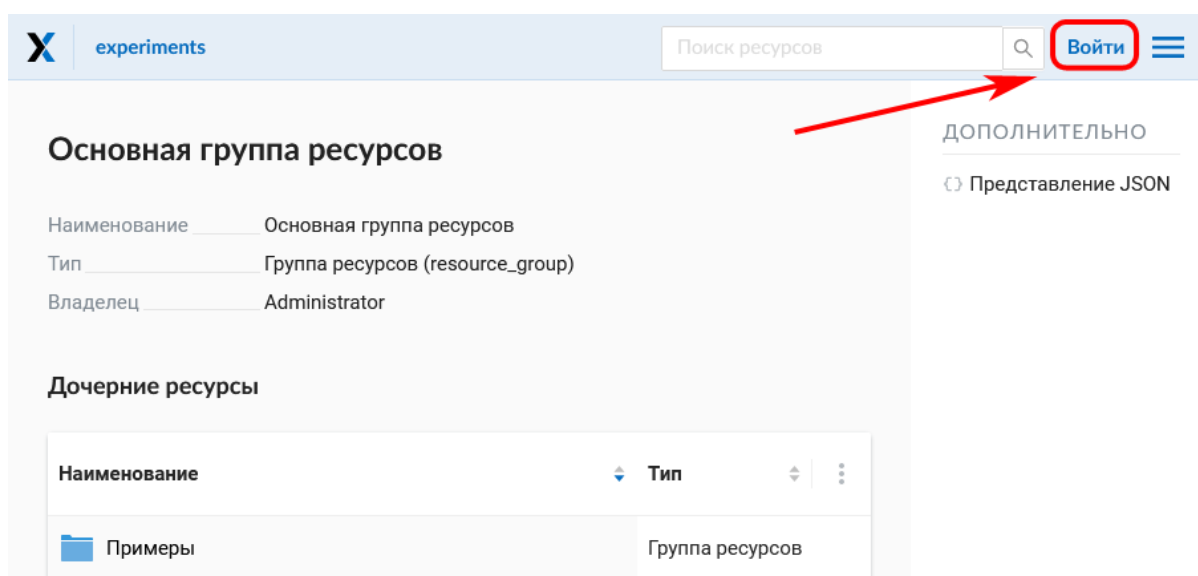 experiments
Поиск ресурсов
Войти
Основная группа ресурсов
Наименование Основная группа ресурсов
Тип Группа ресурсов (resource_group)
Владелец Administrator
Дочерние ресурсы
Наименование Тип
Примеры Группа ресурсов
ДОПОЛНИТЕЛЬНО
{} Представление JSON